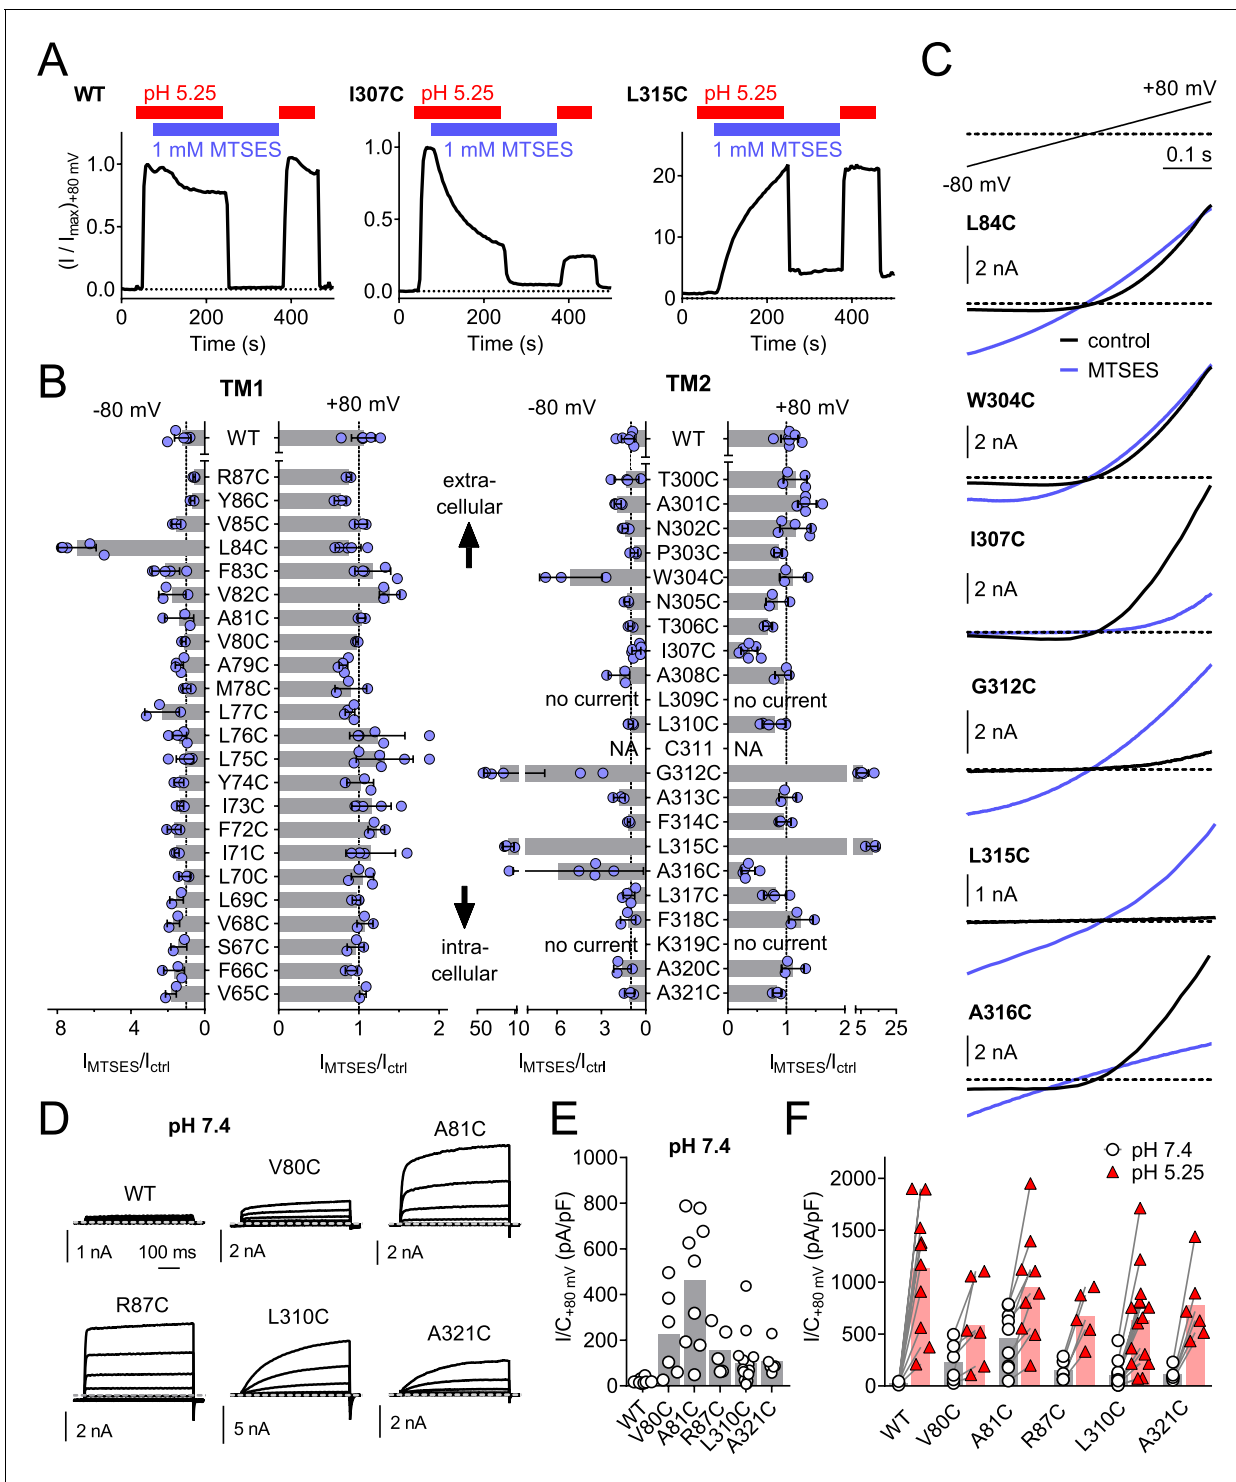 A
WT
pH 5.25
1 mM MTSES
(I / Imax)+80 mV
1.0
0.5
0.0
0 200 400
Time (s)
I307C
pH 5.25
1 mM MTSES
1.0
0.5
0.0
0 200 400
Time (s)
L315C
pH 5.25
1 mM MTSES
20
10
0
0 200 400
Time (s)
B
TM1
-80 mV
+80 mV
WT
R87C
Y86C
V85C
L84C
F83C
V82C
A81C
V80C
A79C
M78C
L77C
L76C
L75C
Y74C
I73C
F72C
I71C
L70C
L69C
V68C
S67C
F66C
V65C
8 6 4 2 0
0 1 2
IMTSES/Ictrl
IMTSES/Ictrl
extra-
cellular
intra-
cellular
TM2
-80 mV
+80 mV
WT
T300C
A301C
N302C
P303C
W304C
N305C
T306C
I307C
A308C
no current L309C no current
L310C
NA C311 NA
G312C
A313C
F314C
L315C
A316C
L317C
F318C
no current K319C no current
A320C
A321C
50 10 6 3 0
0 1 2 5 25
IMTSES/Ictrl
IMTSES/Ictrl
C
+80 mV
0.1 s
-80 mV
L84C
2 nA
control
MTSES
W304C
2 nA
I307C
2 nA
G312C
2 nA
L315C
1 nA
A316C
2 nA
D
pH 7.4
WT
1 nA
100 ms
V80C
2 nA
A81C
2 nA
R87C
2 nA
L310C
5 nA
A321C
2 nA
E
pH 7.4
I/C+80 mV (pA/pF)
1000
800
600
400
200
0
WT
V80C
A81C
R87C
L310C
A321C
F
pH 7.4
pH 5.25
I/C+80 mV (pA/pF)
2000
1500
1000
500
0
WT
V80C
A81C
R87C
L310C
A321C